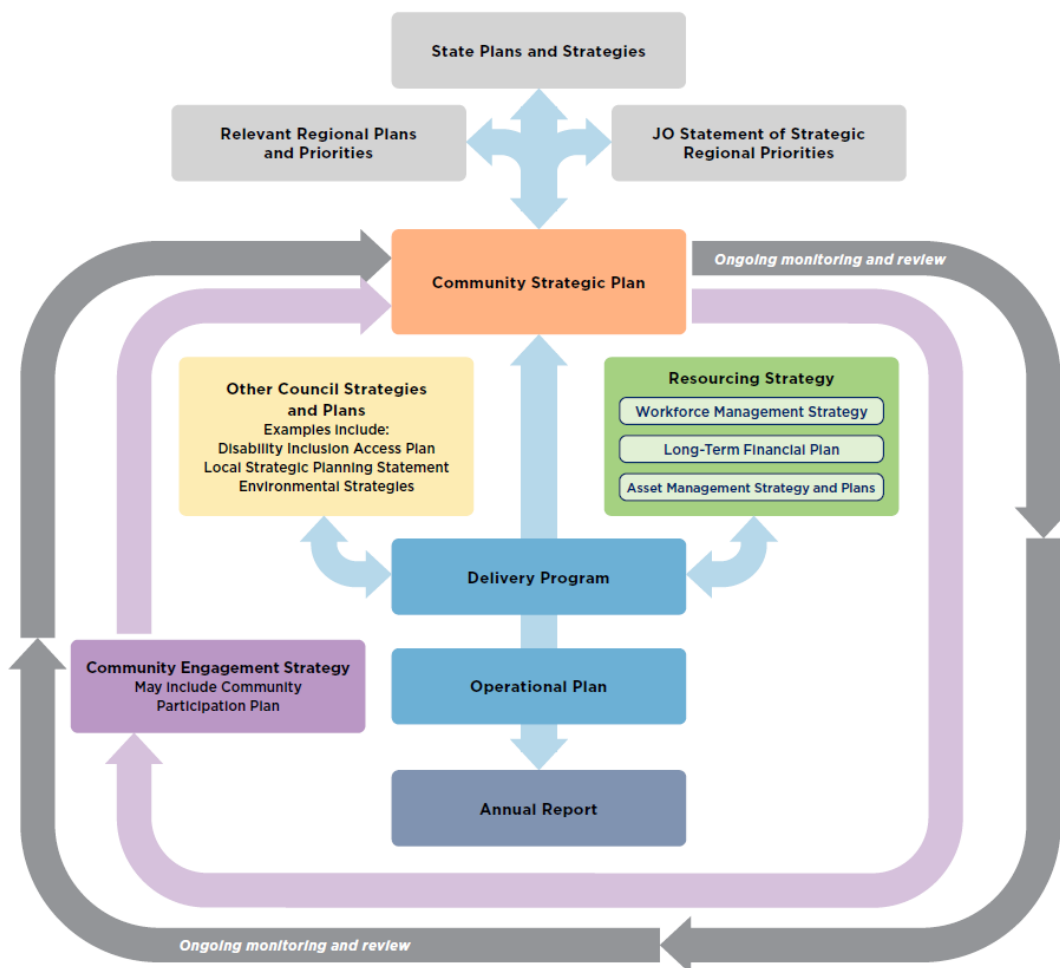 State Plans and Strategies
Relevant Regional Plans
and Priorities
JO Statement of Strategic
Regional Priorities
Community Strategic Plan
Ongoing monitoring and review
Other Council Strategies
and Plans
Examples include:
Disability Inclusion Access Plan
Local Strategic Planning Statement
Environmental Strategies
Resourcing Strategy
Workforce Management Strategy
Long-Term Financial Plan
Asset Management Strategy and Plans
Delivery Program
Community Engagement Strategy
May include Community
Participation Plan
Operational Plan
Annual Report
Ongoing monitoring and review